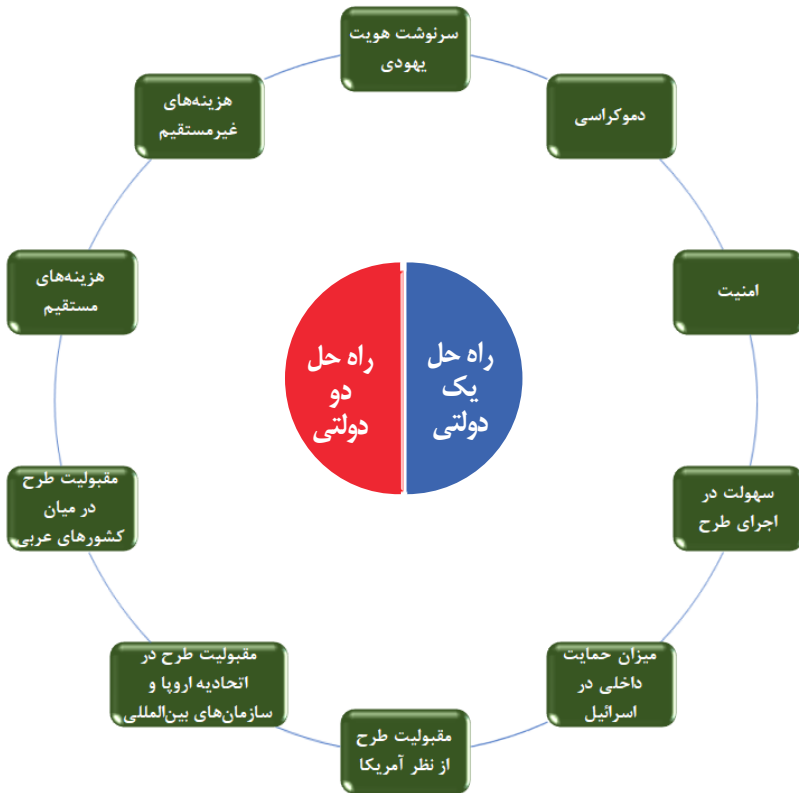 سرنوشت هویت
یهودی
دموکراسی
امنیت
سهولت در
اجرای طرح
میزان حمایت
داخلی در
اسرائیل
مقبولیت طرح
از نظر آمریکا
مقبولیت طرح در
اتحادیه اروپا و
سازمان‌های بین‌المللی
مقبولیت طرح
در میان
کشورهای عربی
هزینه‌های
مستقیم
هزینه‌های
غیرمستقیم
راه حل
یک
دولتی
راه حل
دو
دولتی